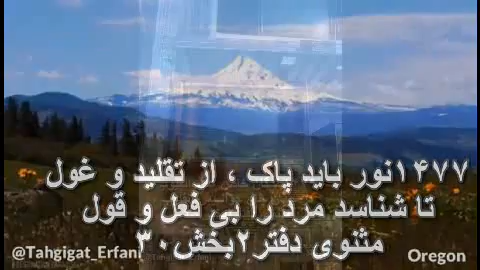 ۱۴۷۷نور باید پاک ، از تقلید و غول
تا شناسد مرد را بی فعل و قول
مثنوی دفتر۲بخش۳۰
@Tahgigat_Erfani
Oregon